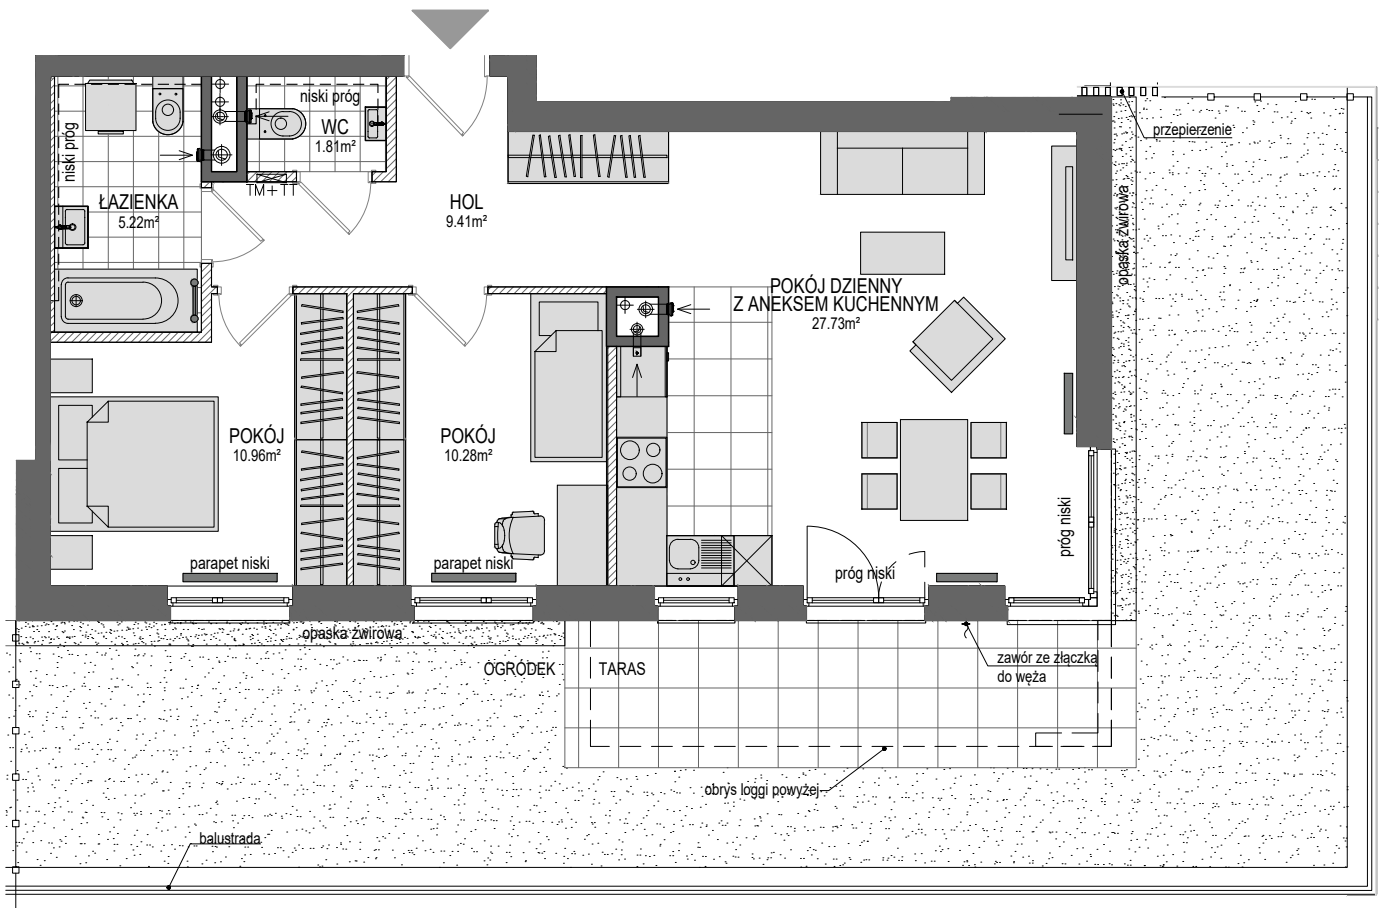 niski próg
WC
1.81m²
przepierzenie
niski próg
TM+TT
ŁAZIENKA
5.22m²
HOL
9.41m²
opaska żwirowa
POKÓJ DZIENNY
Z ANEKSEM KUCHENNYM
27.73m²
POKÓJ
10.96m²
POKÓJ
10.28m²
próg niski
parapet niski
parapet niski
próg niski
opaska żwirowa
OGRÓDEK
TARAS
zawór ze złączką
do węża
obrys loggi powyżej
balustrada